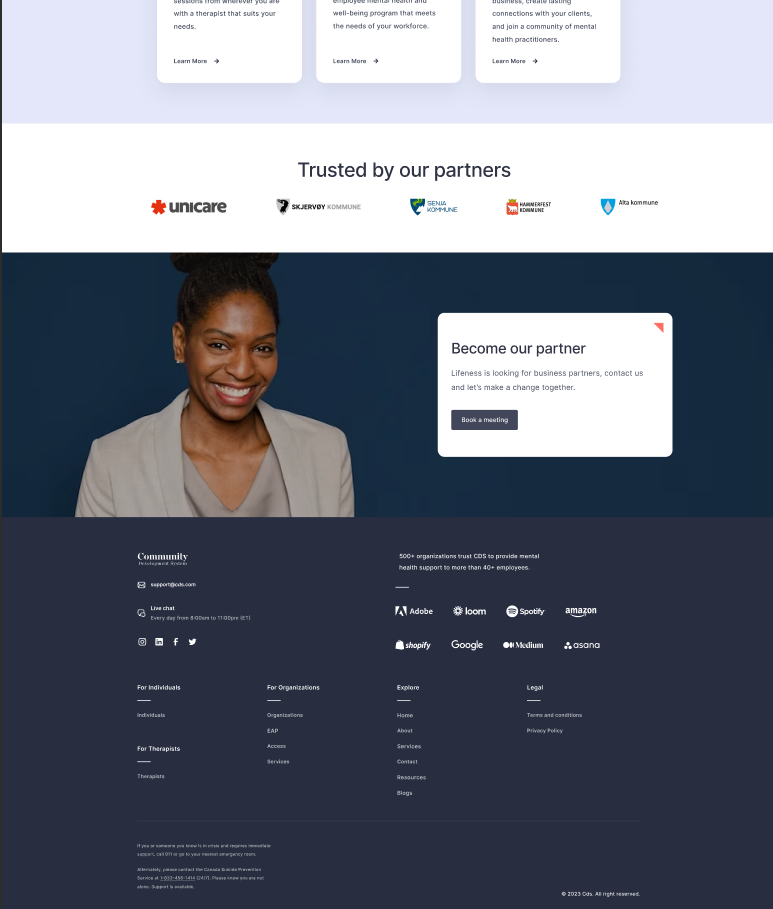 sessions from wherever you are
with a therapist that suits your
needs.
Learn More
employee mental health and
well-being program that meets
the needs of your workforce.
Learn More
business, create lasting
connections with your clients,
and join a community of mental
health practitioners.
Learn More
Trusted by our partners
unicare
SKJERVØY KOMMUNE
SENJA
KOMMUNE
HAMMERFEST
KOMMUNE
Alta kommune
Become our partner
Lifeness is looking for business partners, contact us
and let's make a change together.
Book a meeting
Community
Development System
support@cds.com
Live chat
Every day from 8:00am to 11:00pm (ET)
500+ organizations trust CDS to provide mental
health support to more than 40+ employees.
Adobe
loom
Spotify
amazon
shopify
Google
Medium
asana
For Individuals
Individuals
For Therapists
Therapists
For Organizations
Organizations
EAP
Access
Services
Explore
Home
About
Services
Contact
Resources
Blogs
Legal
Terms and conditions
Privacy Policy
If you or someone you know is in crisis and requires immediate
support, call 911 or go to your nearest emergency room.
Alternately, please contact the Canada Suicide Prevention
Service at 1-833-456-1414 (24/7). Please know you are not
alone. Support is available.
© 2023 Cds. All right reserved.